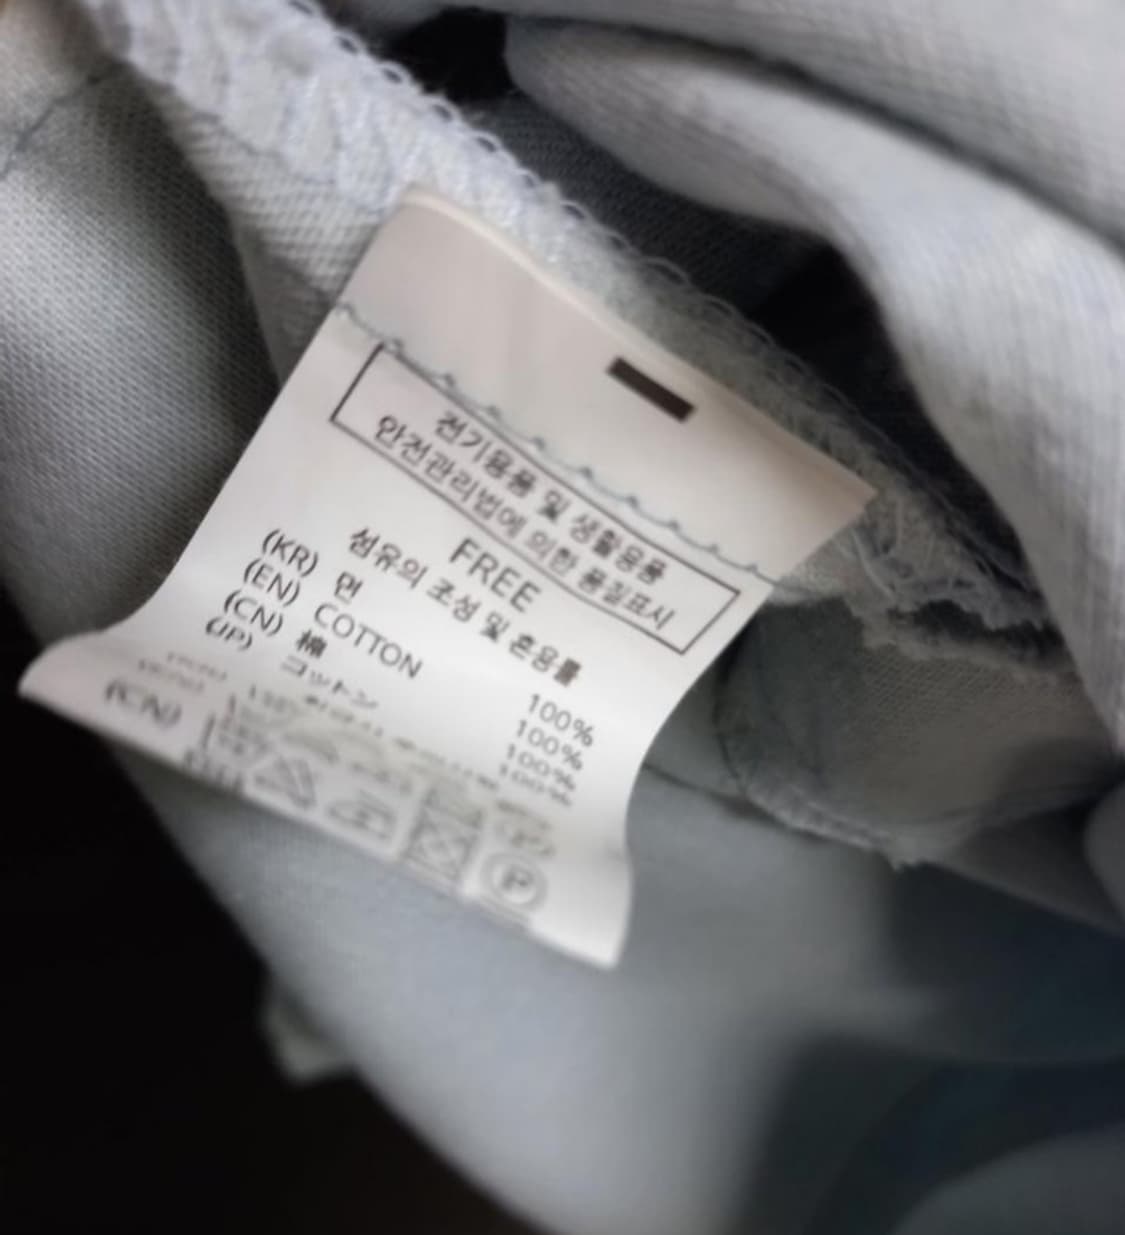 전기용품 및 생활용품
안전관리법에 의한 품질표시
FREE
섬유의 조성 및 혼용률
(KR) 면 100%
(EN) COTTON 100%
(CN) 棉 100%
(JP) コットン 100%
(CN)
P